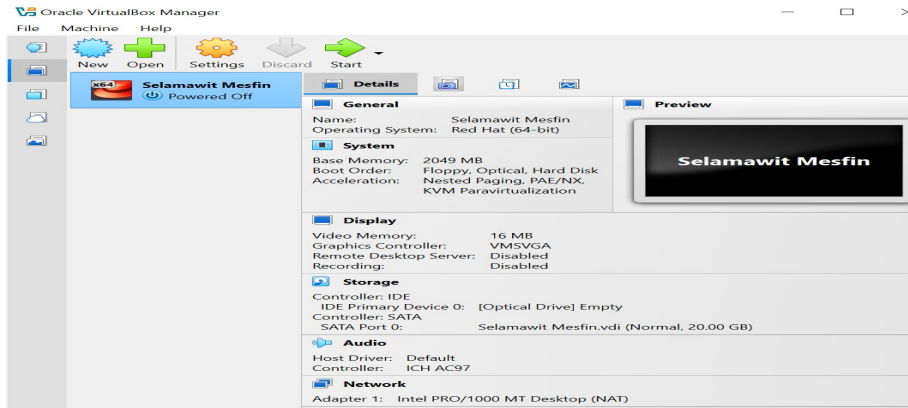 Oracle VirtualBox Manager
File Machine Help
New Open Settings Discard Start
x64 Selamawit Mesfin
Powered Off
Details
General
Name: Selamawit Mesfin
Operating System: Red Hat (64-bit)
System
Base Memory: 2049 MB
Boot Order: Floppy, Optical, Hard Disk
Acceleration: Nested Paging, PAE/NX,
KVM Paravirtualization
Preview
Selamawit Mesfin
Display
Video Memory: 16 MB
Graphics Controller: VMSVGA
Remote Desktop Server: Disabled
Recording: Disabled
Storage
Controller: IDE
IDE Primary Device 0: [Optical Drive] Empty
Controller: SATA
SATA Port 0: Selamawit Mesfin.vdi (Normal, 20.00 GB)
Audio
Host Driver: Default
Controller: ICH AC97
Network
Adapter 1: Intel PRO/1000 MT Desktop (NAT)